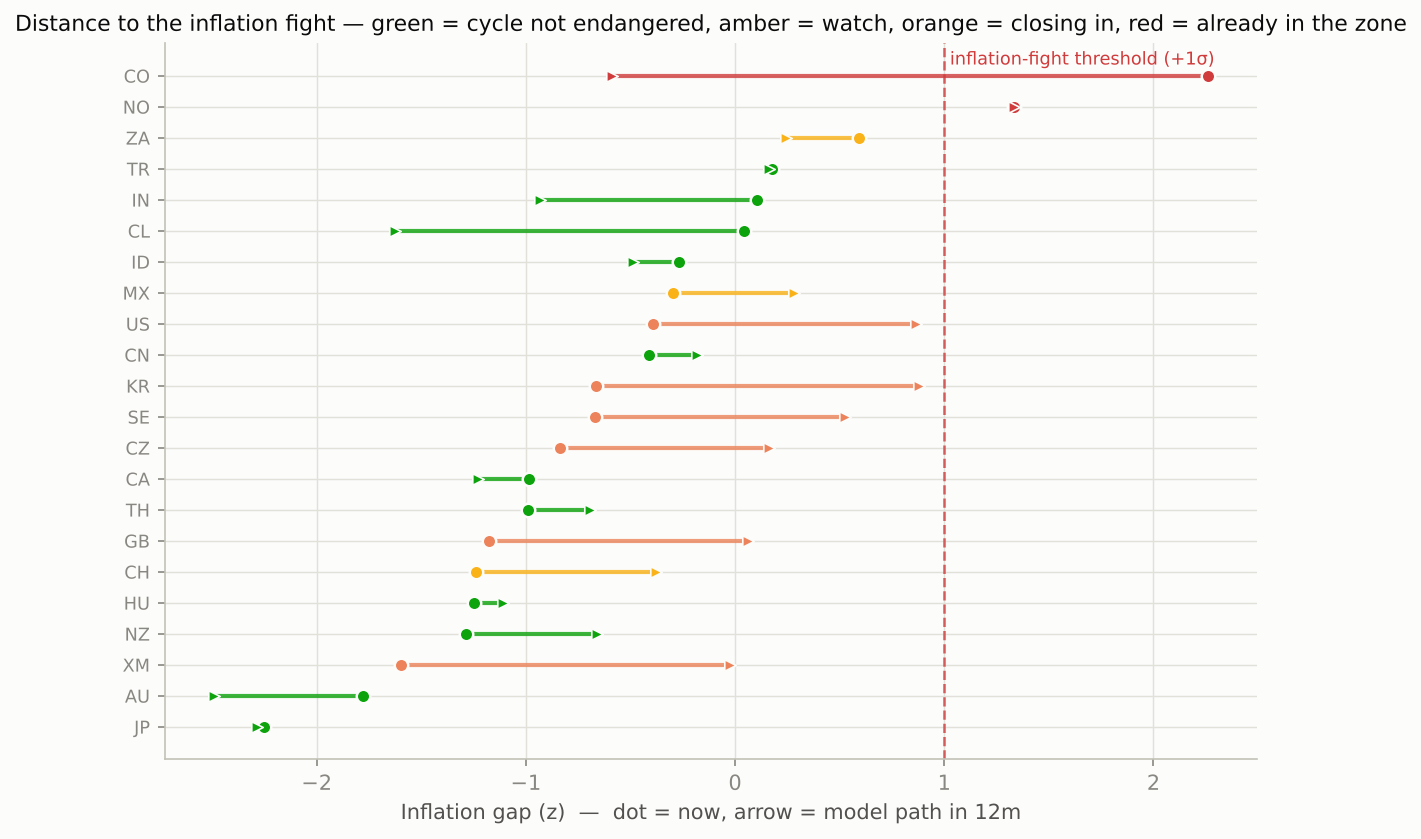 Distance to the inflation fight — green = cycle not endangered, amber = watch, orange = closing in, red = already in the zone
inflation-fight threshold (+1σ)
CO
NO
ZA
TR
IN
CL
ID
MX
US
CN
KR
SE
CZ
CA
TH
GB
CH
HU
NZ
XM
AU
JP
−2 −1 0 1 2
Inflation gap (z) — dot = now, arrow = model path in 12m